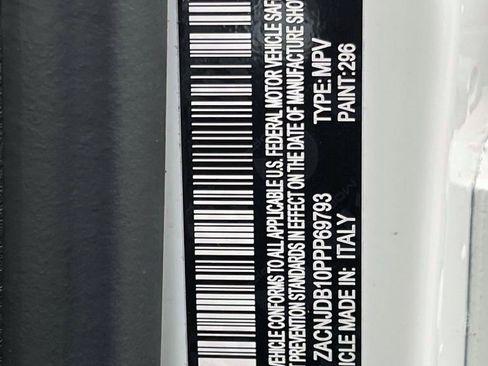 VEHICLE CONFORMS TO ALL APPLICABLE U.S. FEDERAL MOTOR VEHICLE SAF
PREVENTION STANDARDS IN EFFECT ON THE DATE OF MANUFACTURE SHO
ZACNJDB10PPP69793 TYPE: MPV
ICLE MADE IN: ITALY PAINT: 296